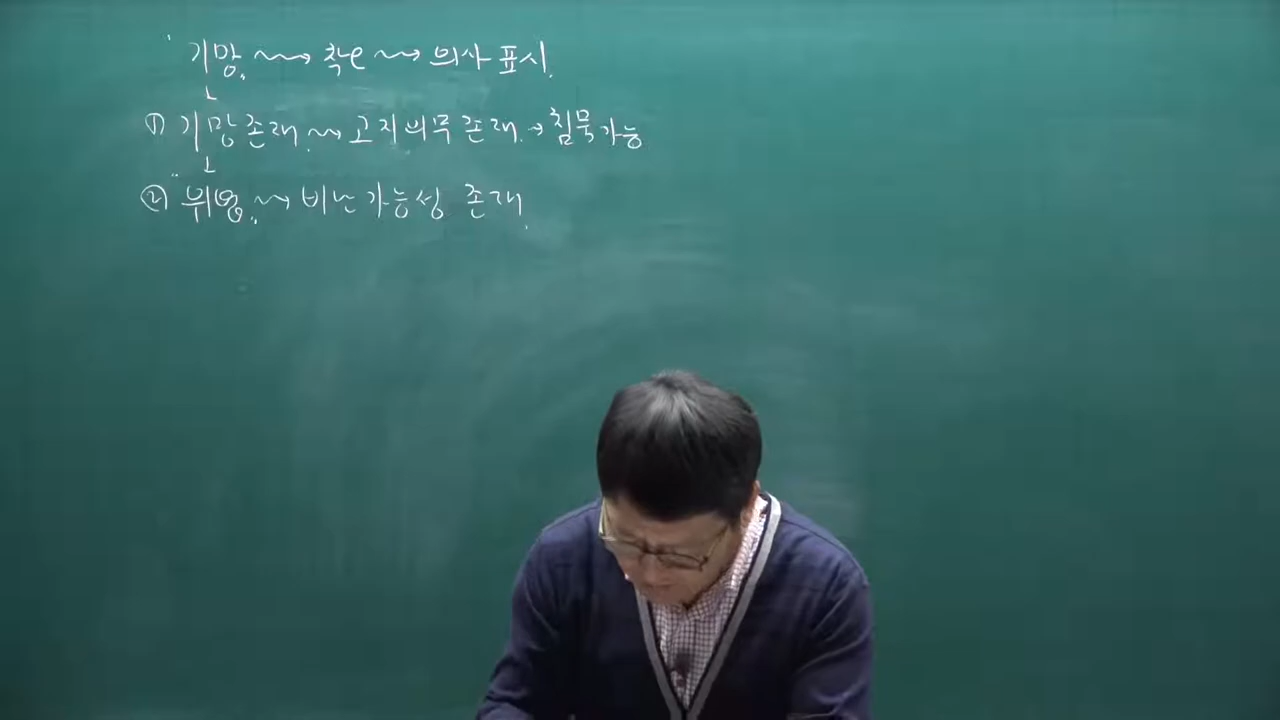 기망 → 착오 → 의사표시.
① 기망존재 → 고지의무 존재. → 침묵가능
② 위법 → 비난가능성 존재.